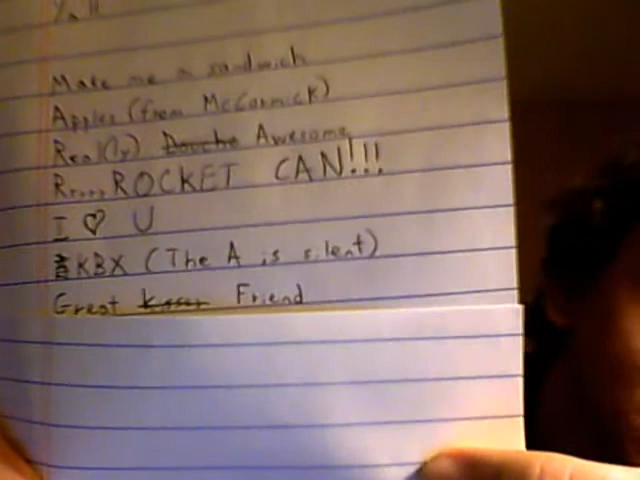 Make me a sandwich
Apples (from McCormick)
Real(ly) Douche Awesome
R.....ROCKET CAN!!!
I ♡ U
KBX (The A is silent)
Great Friend